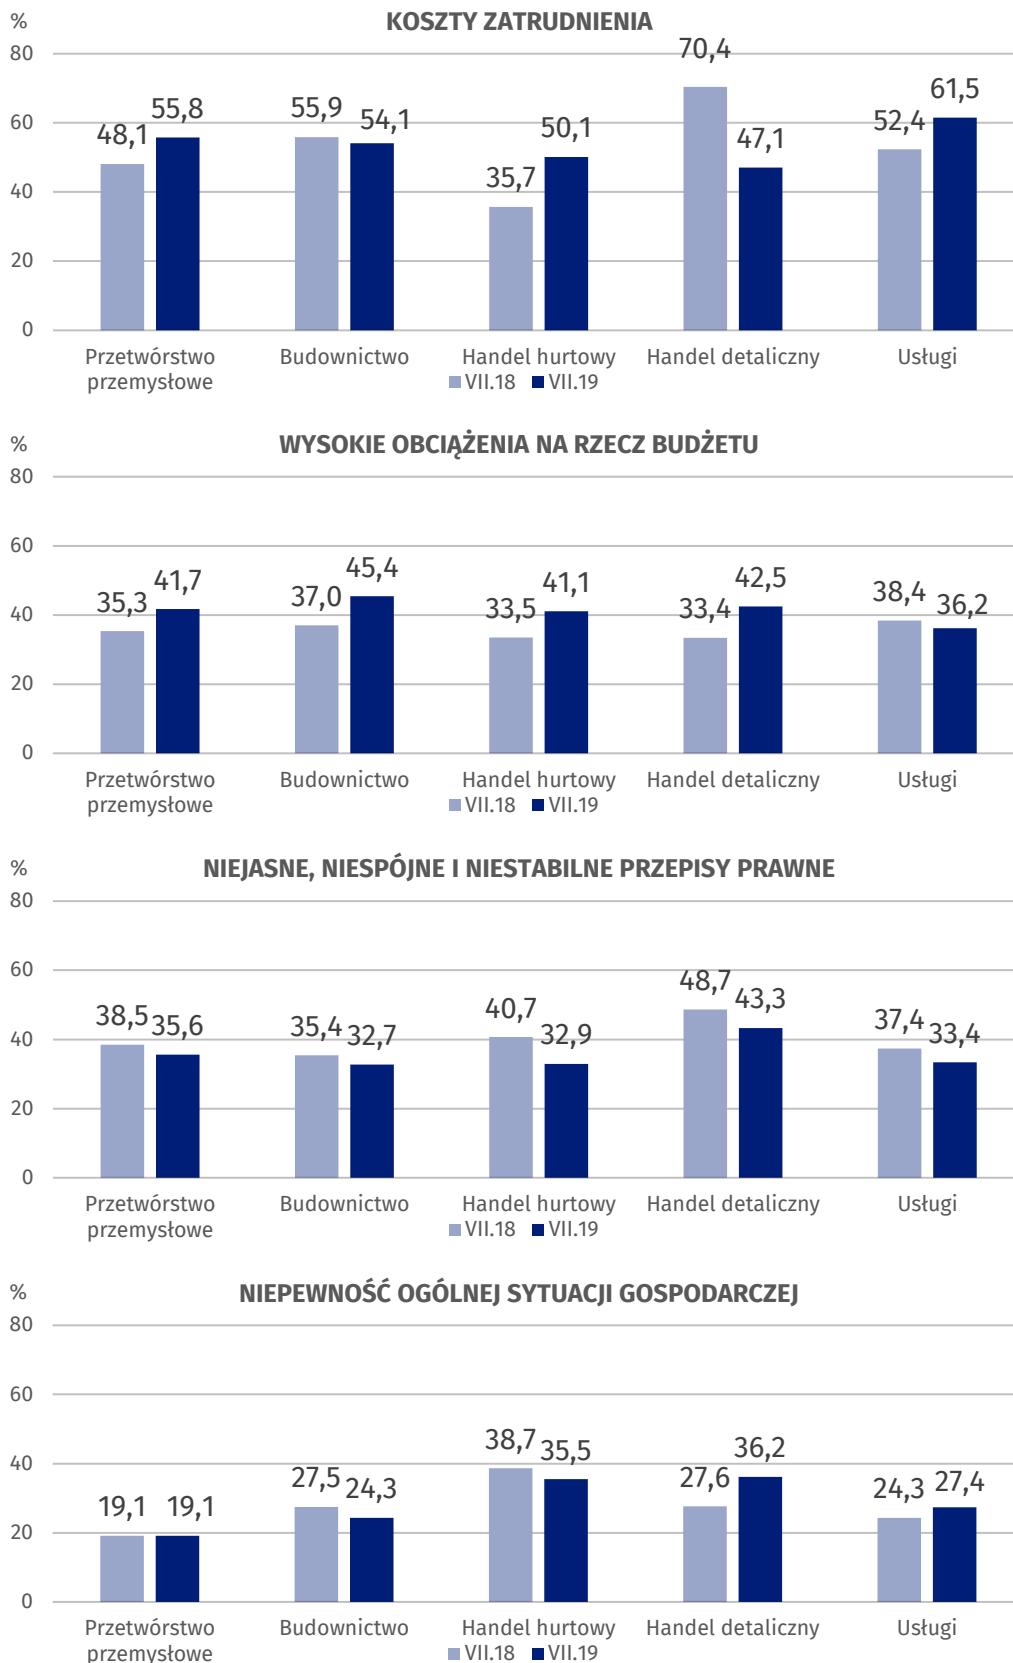 KOSZTY ZATRUDNIENIA
%
80
60
40
20
0
48,1
55,8
55,9
54,1
35,7
50,1
70,4
47,1
52,4
61,5
Przetwórstwo
przemysłowe
Budownictwo
Handel hurtowy
Handel detaliczny
Usługi
VII.18 VII.19
WYSOKIE OBCIĄŻENIA NA RZECZ BUDŻETU
%
80
60
40
20
0
35,3
41,7
37,0
45,4
33,5
41,1
33,4
42,5
38,4
36,2
Przetwórstwo
przemysłowe
Budownictwo
Handel hurtowy
Handel detaliczny
Usługi
VII.18 VII.19
NIEJASNE, NIESPÓJNE I NIESTABILNE PRZEPISY PRAWNE
%
80
60
40
20
0
38,5
35,6
35,4
32,7
40,7
32,9
48,7
43,3
37,4
33,4
Przetwórstwo
przemysłowe
Budownictwo
Handel hurtowy
Handel detaliczny
Usługi
VII.18 VII.19
NIEPEWNOŚĆ OGÓLNEJ SYTUACJI GOSPODARCZEJ
%
80
60
40
20
0
19,1
19,1
27,5
24,3
38,7
35,5
27,6
36,2
24,3
27,4
Przetwórstwo
przemysłowe
Budownictwo
Handel hurtowy
Handel detaliczny
Usługi
VII.18 VII.19